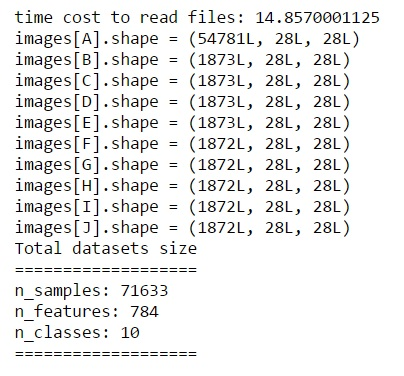 time cost to read files: 14.8570001125
images[A].shape = (54781L, 28L, 28L)
images[B].shape = (1873L, 28L, 28L)
images[C].shape = (1873L, 28L, 28L)
images[D].shape = (1873L, 28L, 28L)
images[E].shape = (1873L, 28L, 28L)
images[F].shape = (1872L, 28L, 28L)
images[G].shape = (1872L, 28L, 28L)
images[H].shape = (1872L, 28L, 28L)
images[I].shape = (1872L, 28L, 28L)
images[J].shape = (1872L, 28L, 28L)
Total datasets size
===================
n_samples: 71633
n_features: 784
n_classes: 10
===================